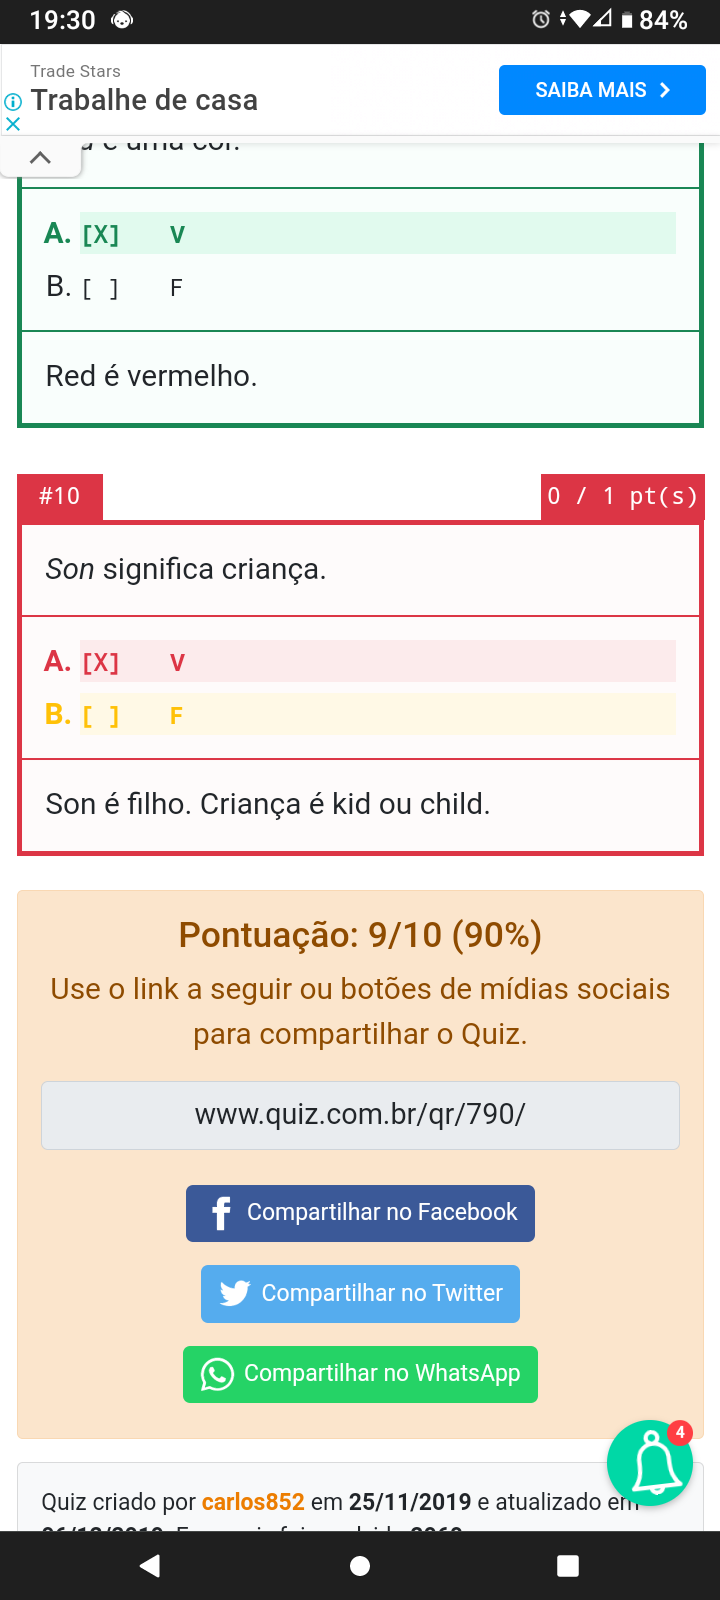 19:30
84%
Trade Stars
Trabalhe de casa
SAIBA MAIS
é uma cor.
A. [X] V
B. [ ] F
Red é vermelho.
#10
0 / 1 pt(s)
Son significa criança.
A. [X] V
B. [ ] F
Son é filho. Criança é kid ou child.
Pontuação: 9/10 (90%)
Use o link a seguir ou botões de mídias sociais
para compartilhar o Quiz.
www.quiz.com.br/qr/790/
Compartilhar no Facebook
Compartilhar no Twitter
Compartilhar no WhatsApp
4
Quiz criado por carlos852 em 25/11/2019 e atualizado em